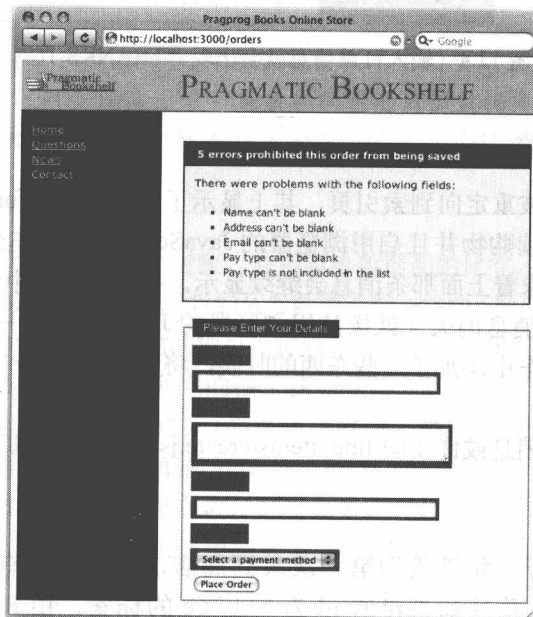 Pragprog Books Online Store
http://localhost:3000/orders
Google
Pragmatic
Bookshelf
PRAGMATIC BOOKSHELF
Home
Questions
News
Contact
5 errors prohibited this order from being saved
There were problems with the following fields:
Name can't be blank
Address can't be blank
Email can't be blank
Pay type can't be blank
Pay type is not included in the list
Please Enter Your Details
Select a payment method
Place Order